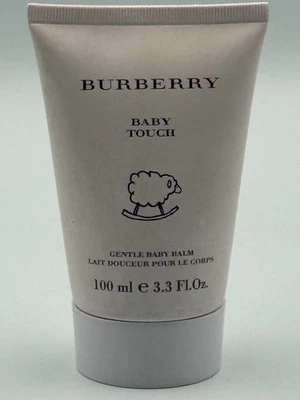 BURBERRY
BABY
TOUCH
GENTLE BABY BALM
LAIT DOUCEUR POUR LE CORPS
100 ml e 3.3 Fl.Oz.